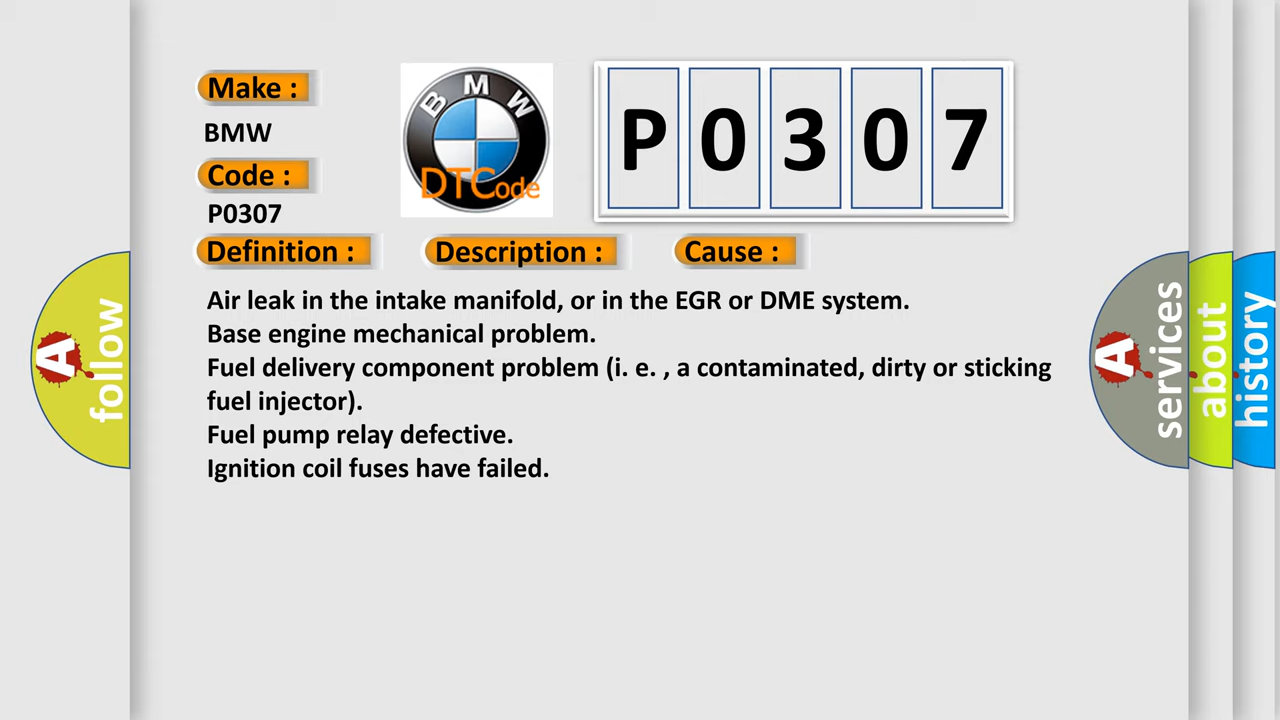 Make :
BMW
Code :
P0307
BMW
DTCode
P0307
Definition :
Description :
Cause :
Air leak in the intake manifold, or in the EGR or DME system.
Base engine mechanical problem.
Fuel delivery component problem (i. e. , a contaminated, dirty or sticking
fuel injector).
Fuel pump relay defective.
Ignition coil fuses have failed.
A
follow
A
services
about
history